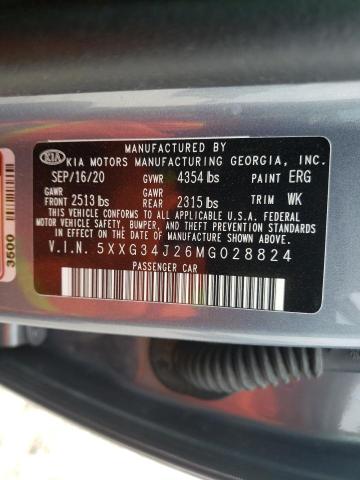 MANUFACTURED BY
KIA KIA MOTORS MANUFACTURING GEORGIA, INC.
SEP/16/20 GVWR 4354 lbs PAINT ERG
GAWR FRONT 2513 lbs GAWR REAR 2315 lbs TRIM WK
THIS VEHICLE CONFORMS TO ALL APPLICABLE U.S.A. FEDERAL
MOTOR VEHICLE SAFETY, BUMPER, AND THEFT PREVENTION
STANDARDS IN EFFECT ON THE DATE OF MANUFACTURE SHOWN ABOVE.
V.I.N. 5XXG34J26MG028824
PASSENGER CAR
3500